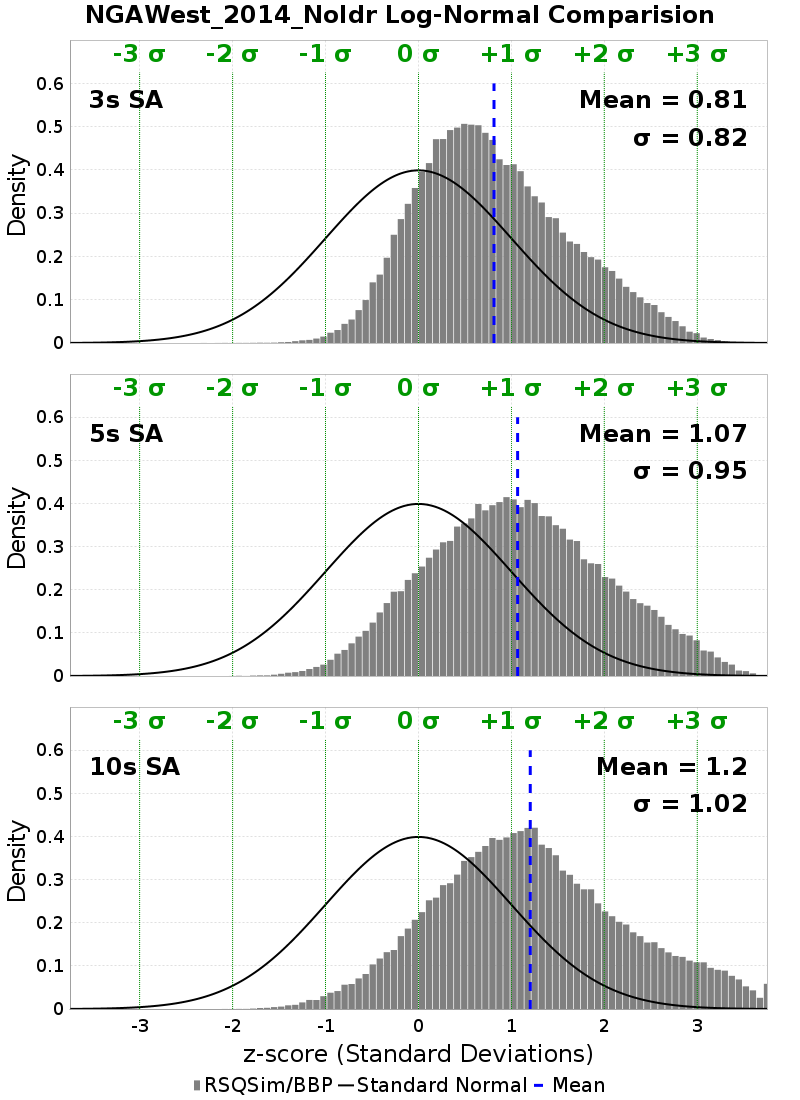 NGAWest_2014_NoIdr Log-Normal Comparision
-3 σ -2 σ -1 σ 0 σ +1 σ +2 σ +3 σ
3s SA
Mean = 0.81
σ = 0.82
Density
0.6
0.5
0.4
0.3
0.2
0.1
0
-3 σ -2 σ -1 σ 0 σ +1 σ +2 σ +3 σ
5s SA
Mean = 1.07
σ = 0.95
Density
0.6
0.5
0.4
0.3
0.2
0.1
0
-3 σ -2 σ -1 σ 0 σ +1 σ +2 σ +3 σ
10s SA
Mean = 1.2
σ = 1.02
Density
0.6
0.5
0.4
0.3
0.2
0.1
0
-3 -2 -1 0 1 2 3
z-score (Standard Deviations)
RSQSim/BBP Standard Normal Mean